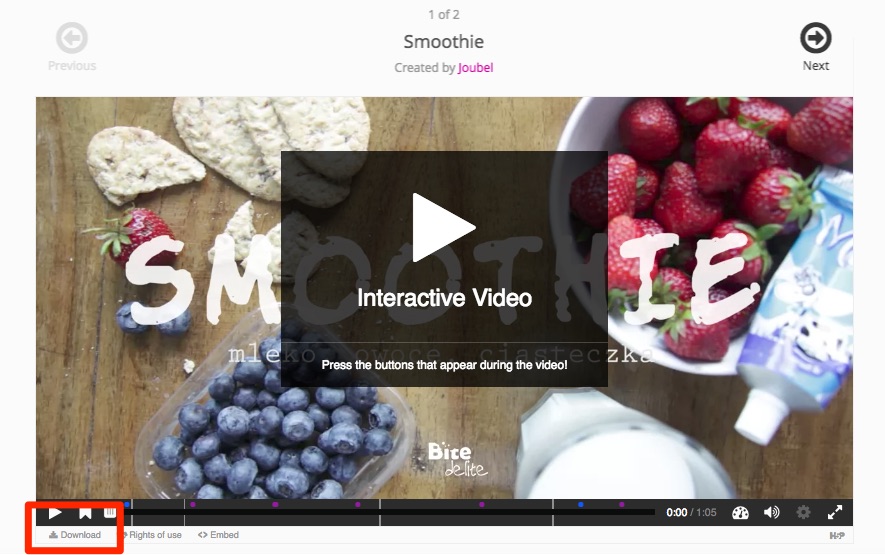 1 of 2
Smoothie
Previous
Next
Created by Joubel
SMOOTHIE
Interactive Video
mleko, owoce, ciasteczka
Press the buttons that appear during the video!
Bite
delite
0:00 / 1:05
Download Rights of use <> Embed H5P